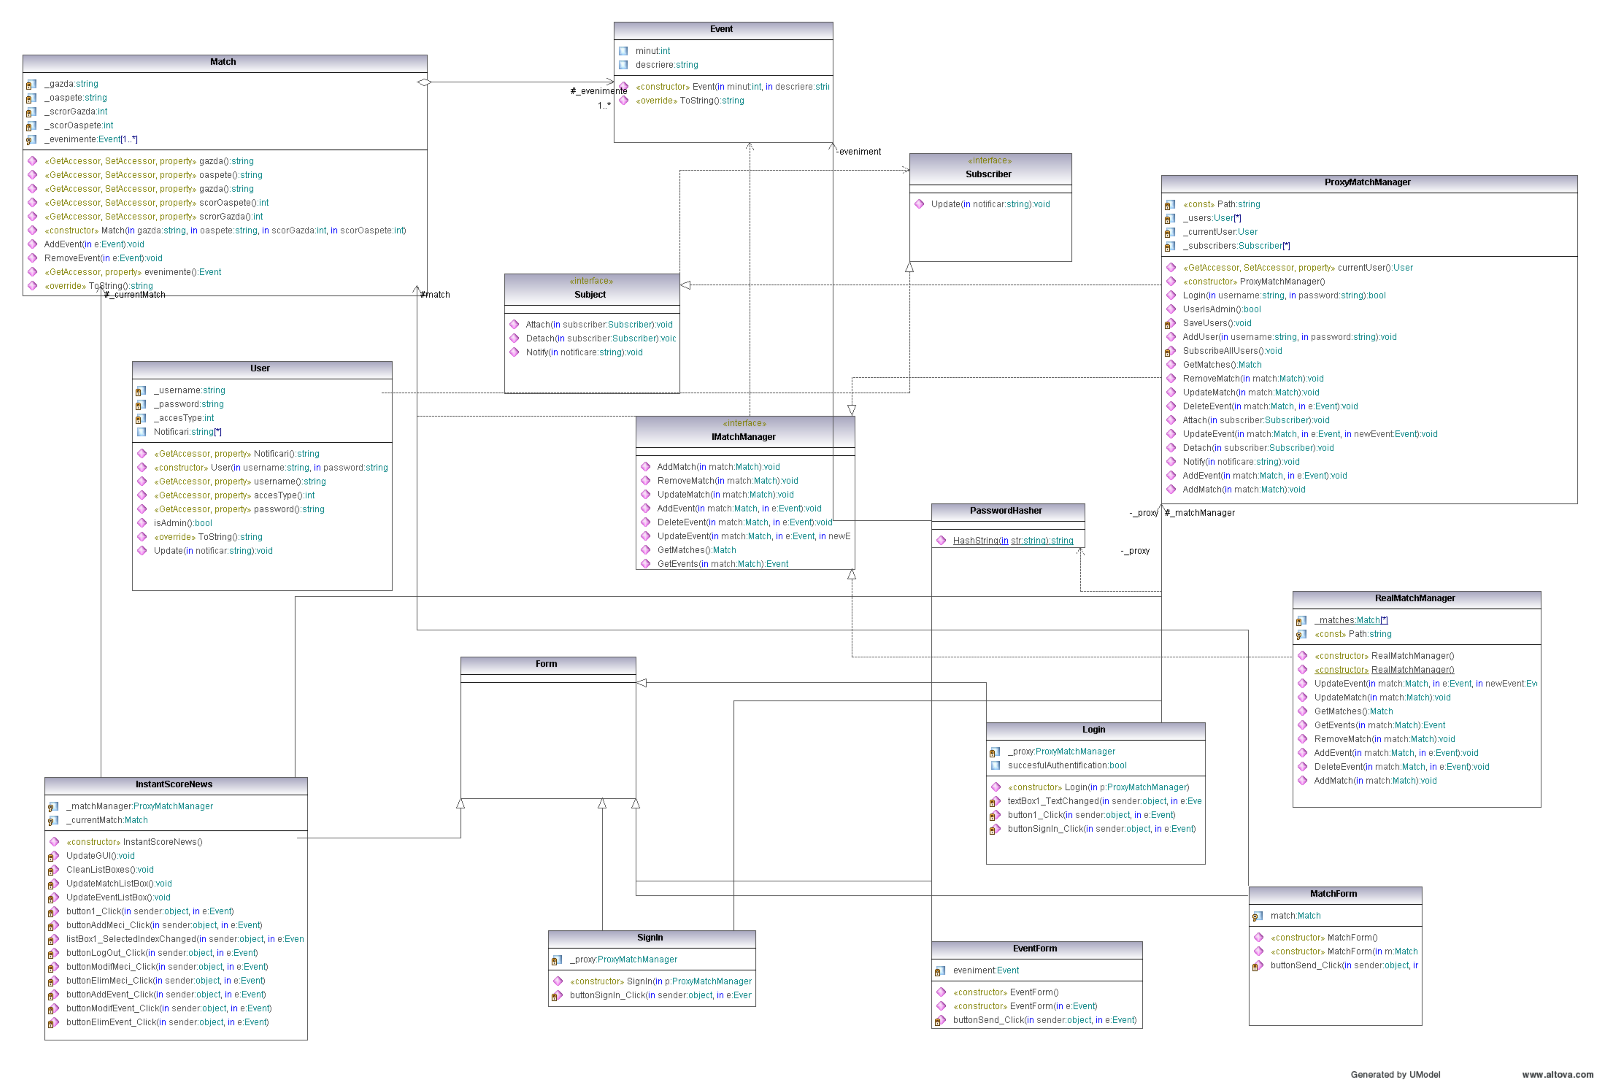 Match
_gazda:string
_oaspete:string
_scrorGazda:int
_scorOaspete:int
_evenimente:Event[1..*]
«GetAccessor, SetAccessor, property» gazda():string
«GetAccessor, SetAccessor, property» oaspete():string
«GetAccessor, SetAccessor, property» gazda():string
«GetAccessor, SetAccessor, property» scorOaspete():int
«GetAccessor, SetAccessor, property» scrorGazda():int
«constructor» Match(in gazda:string, in oaspete:string, in scorGazda:int, in scorOaspete:int)
AddEvent(in e:Event):void
RemoveEvent(in e:Event):void
«GetAccessor, property» evenimente():Event
«override» ToString():string
#_currentMatch
#match
Event
minut:int
descriere:string
«constructor» Event(in minut:int, in descriere:stri
«override» ToString():string
#_evenimente
1..*
-eveniment
«interface»
Subscriber
Update(in notificar:string):void
ProxyMatchManager
«const» Path:string
_users:User[*]
_currentUser:User
_subscribers:Subscriber[*]
«GetAccessor, SetAccessor, property» currentUser():User
«constructor» ProxyMatchManager()
Login(in username:string, in password:string):bool
UserIsAdmin():bool
SaveUsers():void
AddUser(in username:string, in password:string):void
SubscribeAllUsers():void
GetMatches():Match
RemoveMatch(in match:Match):void
UpdateMatch(in match:Match):void
DeleteEvent(in match:Match, in e:Event):void
Attach(in subscriber:Subscriber):void
UpdateEvent(in match:Match, in e:Event, in newEvent:Event):void
Detach(in subscriber:Subscriber):void
Notify(in notificare:string):void
AddEvent(in match:Match, in e:Event):void
AddMatch(in match:Match):void
-_proxy
#_matchManager
-_proxy
«interface»
Subject
Attach(in subscriber:Subscriber):void
Detach(in subscriber:Subscriber):voic
Notify(in notificare:string):void
User
_username:string
_password:string
_accesType:int
Notificari:string[*]
«GetAccessor, property» Notificari():string
«constructor» User(in username:string, in password:string
«GetAccessor, property» username():string
«GetAccessor, property» accesType():int
«GetAccessor, property» password():string
isAdmin():bool
«override» ToString():string
Update(in notificar:string):void
«interface»
IMatchManager
AddMatch(in match:Match):void
RemoveMatch(in match:Match):void
UpdateMatch(in match:Match):void
AddEvent(in match:Match, in e:Event):void
DeleteEvent(in match:Match, in e:Event):void
UpdateEvent(in match:Match, in e:Event, in newE
GetMatches():Match
GetEvents(in match:Match):Event
PasswordHasher
HashString(in str:string):string
RealMatchManager
_matches:Match[*]
«const» Path:string
«constructor» RealMatchManager()
«constructor» RealMatchManager()
UpdateEvent(in match:Match, in e:Event, in newEvent:Ev
UpdateMatch(in match:Match):void
GetMatches():Match
GetEvents(in match:Match):Event
RemoveMatch(in match:Match):void
AddEvent(in match:Match, in e:Event):void
DeleteEvent(in match:Match, in e:Event):void
AddMatch(in match:Match):void
Form
Login
_proxy:ProxyMatchManager
succesfulAuthentification:bool
«constructor» Login(in p:ProxyMatchManager)
textBox1_TextChanged(in sender:object, in e:Eve
button1_Click(in sender:object, in e:Event)
buttonSignIn_Click(in sender:object, in e:Event)
InstantScoreNews
_matchManager:ProxyMatchManager
_currentMatch:Match
«constructor» InstantScoreNews()
UpdateGUI():void
CleanListBoxes():void
UpdateMatchListBox():void
UpdateEventListBox():void
button1_Click(in sender:object, in e:Event)
buttonAddMeci_Click(in sender:object, in e:Event)
listBox1_SelectedIndexChanged(in sender:object, in e:Even
buttonLogOut_Click(in sender:object, in e:Event)
buttonModifMeci_Click(in sender:object, in e:Event)
buttonElimMeci_Click(in sender:object, in e:Event)
buttonAddEvent_Click(in sender:object, in e:Event)
buttonModifEvent_Click(in sender:object, in e:Event)
buttonElimEvent_Click(in sender:object, in e:Event)
SignIn
_proxy:ProxyMatchManager
«constructor» SignIn(in p:ProxyMatchManager
buttonSignIn_Click(in sender:object, in e:Ever
EventForm
eveniment:Event
«constructor» EventForm()
«constructor» EventForm(in e:Event)
buttonSend_Click(in sender:object, in e:Event)
MatchForm
match:Match
«constructor» MatchForm()
«constructor» MatchForm(in m:Match
buttonSend_Click(in sender:object, ir
Generated by UModel
www.altova.com